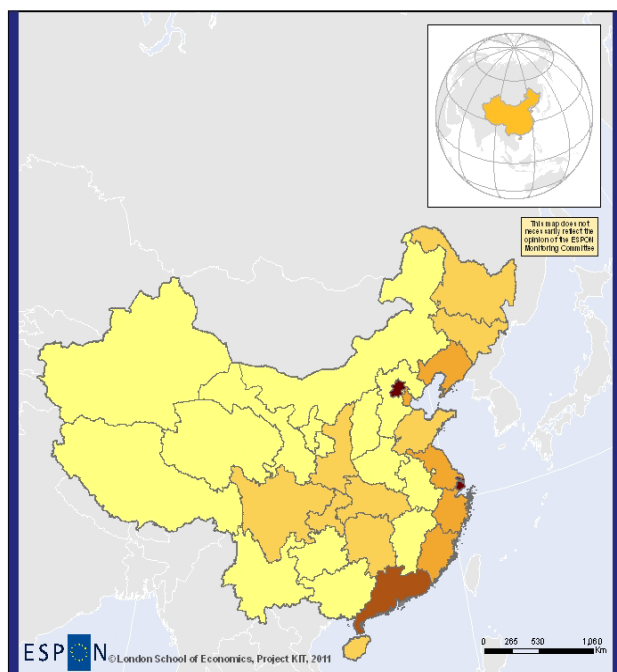 This map does not
necessarily reflect the
opinion of the ESPON
Monitoring Committee
ESPON
©London School of Economics, Project KIT, 2011
0 265 530 1,060
Km